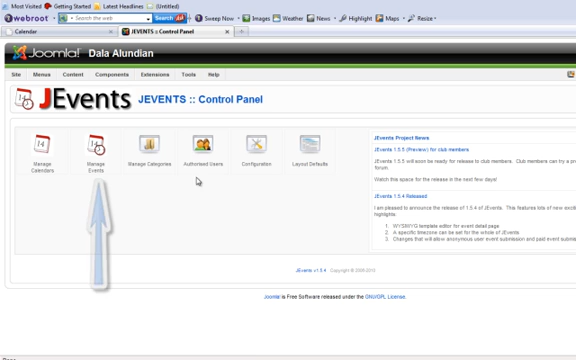 Most Visited Getting Started Latest Headlines (Untitled)
webroot Search the web Search Sweep Now Images Weather News Highlight Maps Resize
Calendar JEVENTS :: Control Panel
Joomla! Dala Alundian
Site Menus Content Components Extensions Tools Help
JEvents JEVENTS :: Control Panel
Manage Calendars
Manage Events
Manage Categories
Authorised Users
Configuration
Layout Defaults
JEvents Project News
JEvents 1.5.5 (Preview) for club members
JEvents 1.5.5 will soon be ready for release to club members. Club members can try a pr
forum.
Watch this space for the release in the next few days!
JEvents 1.5.4 Released
I am pleased to announce the release of 1.5.4 of JEvents. This features lots of new excit
highlights.
1. WYSIWYG template editor for event detail page
2. A specific timezone can be set for the whole of JEvents
3. Changes that will allow anonymous user event submission and paid event submis
JEvents v1.5.4 Copyright © 2006-2010
Joomla! is Free Software released under the GNU/GPL License.